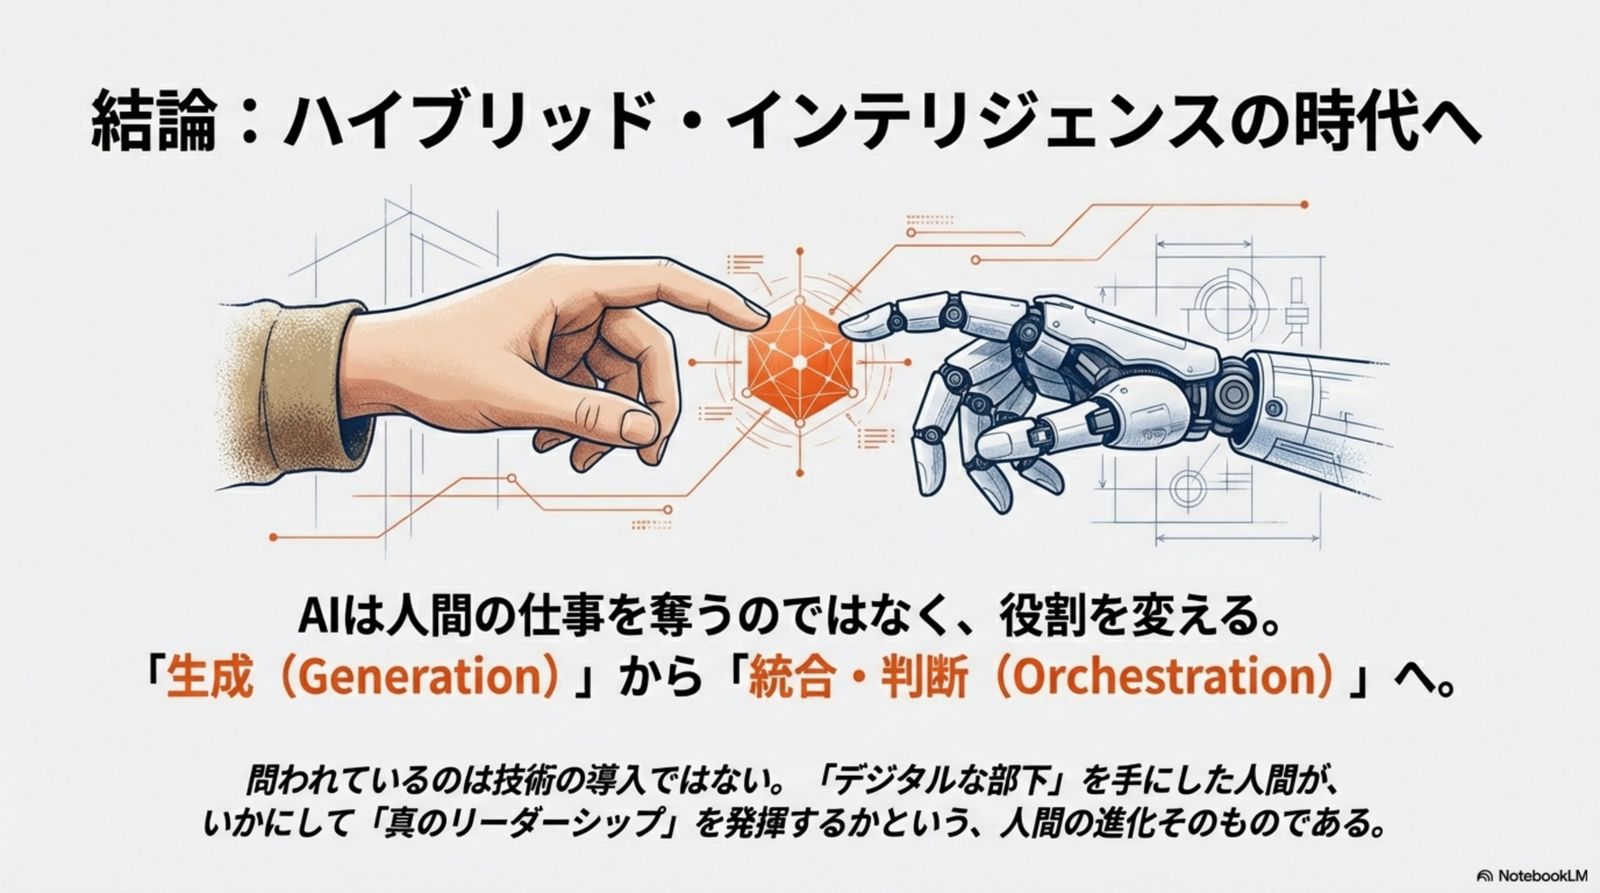 結論：ハイブリッド・インテリジェンスの時代へ
AIは人間の仕事を奪うのではなく、役割を変える。
「生成（Generation）」から「統合・判断（Orchestration）」へ。
問われているのは技術の導入ではない。「デジタルな部下」を手にした人間が、
いかにして「真のリーダーシップ」を発揮するかという、人間の進化そのものである。
NotebookLM